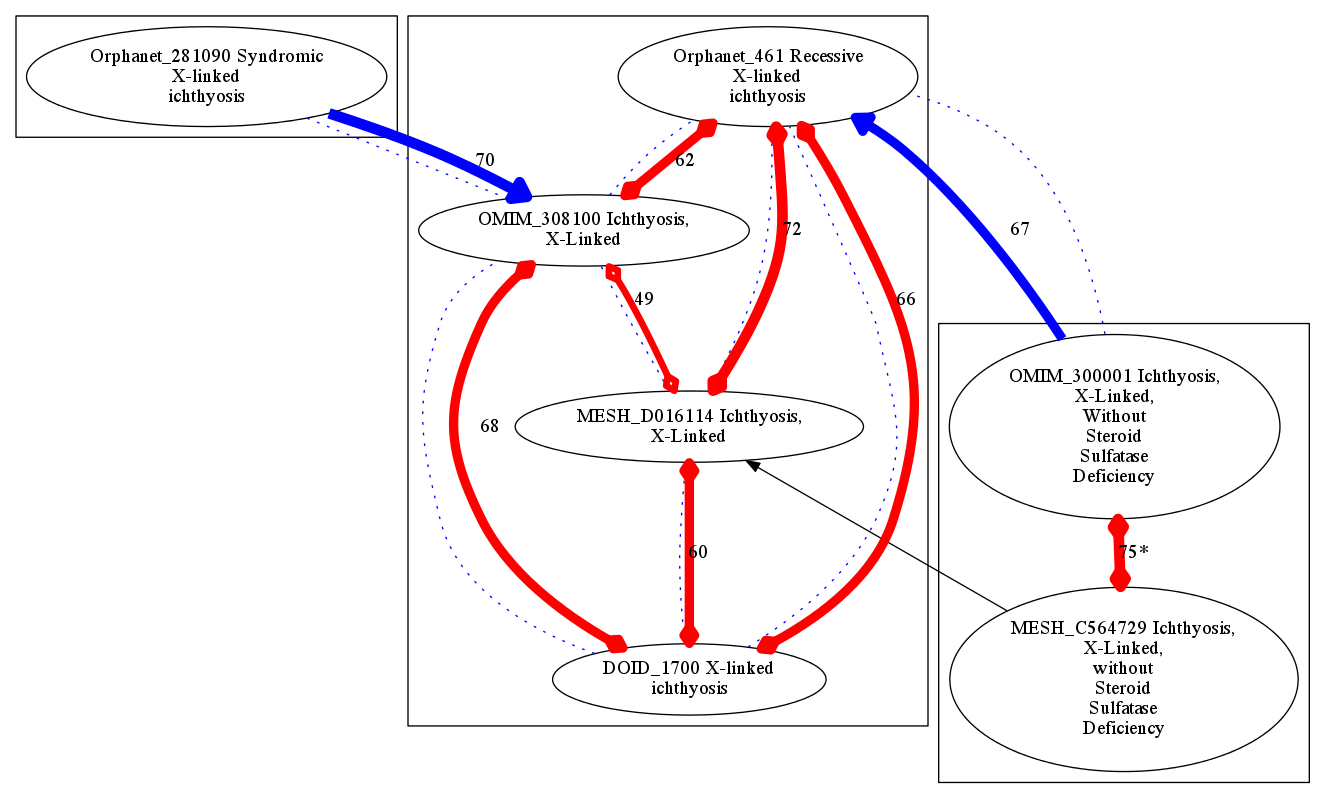 Orphanet_281090 Syndromic
X-linked
ichthyosis
Orphanet_461 Recessive
X-linked
ichthyosis
70
62
OMIM_308100 Ichthyosis,
X-Linked
72
67
49
66
OMIM_300001 Ichthyosis,
X-Linked,
Without
Steroid
Sulfatase
Deficiency
68
MESH_D016114 Ichthyosis,
X-Linked
60
75*
MESH_C564729 Ichthyosis,
X-Linked,
without
Steroid
Sulfatase
Deficiency
DOID_1700 X-linked
ichthyosis